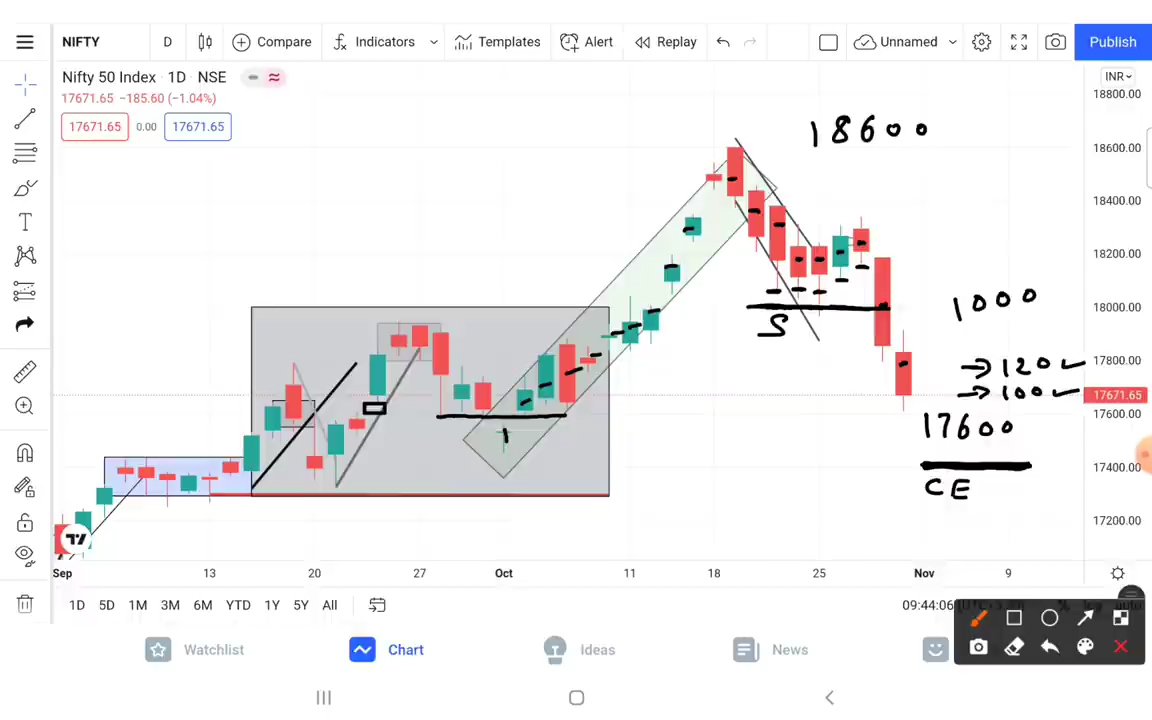 NIFTY D Compare Indicators Templates Alert Replay Unnamed Publish
Nifty 50 Index · 1D · NSE
INR
17671.65 −185.60 (−1.04%)
17671.65 0.00 17671.65
18800.00
18600
18600.00
18400.00
18200.00
18000.00
1000
S
17800.00
→ 120 ✓
→ 100 ✓
17671.65
17600.00
17600
CE
17400.00
17200.00
Sep 13 20 27 Oct 11 18 25 Nov 9
1D 5D 1M 3M 6M YTD 1Y 5Y All
09:44:06
Watchlist Chart Ideas News